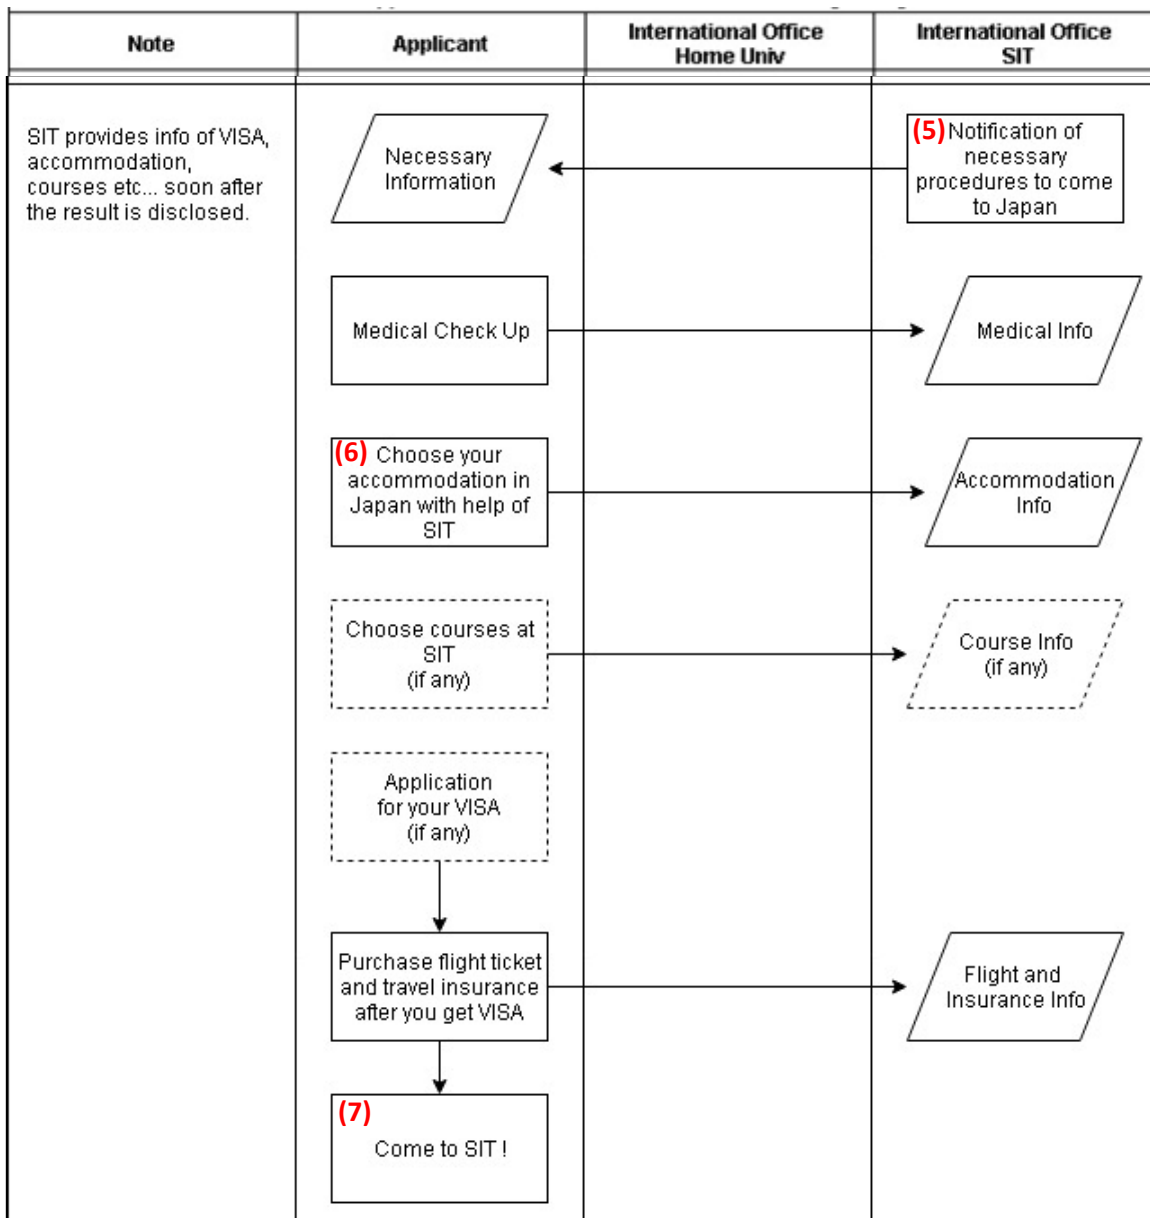 Note
Applicant
International Office
Home Univ
International Office
SIT
SIT provides info of VISA,
accommodation,
courses etc... soon after
the result is disclosed.
Necessary
Information
(5) Notification of
necessary
procedures to come
to Japan
Medical Check Up
Medical Info
(6) Choose your
accommodation in
Japan with help of
SIT
Accommodation
Info
Choose courses at
SIT
(if any)
Course Info
(if any)
Application
for your VISA
(if any)
Purchase flight ticket
and travel insurance
after you get VISA
Flight and
Insurance Info
(7)
Come to SIT !